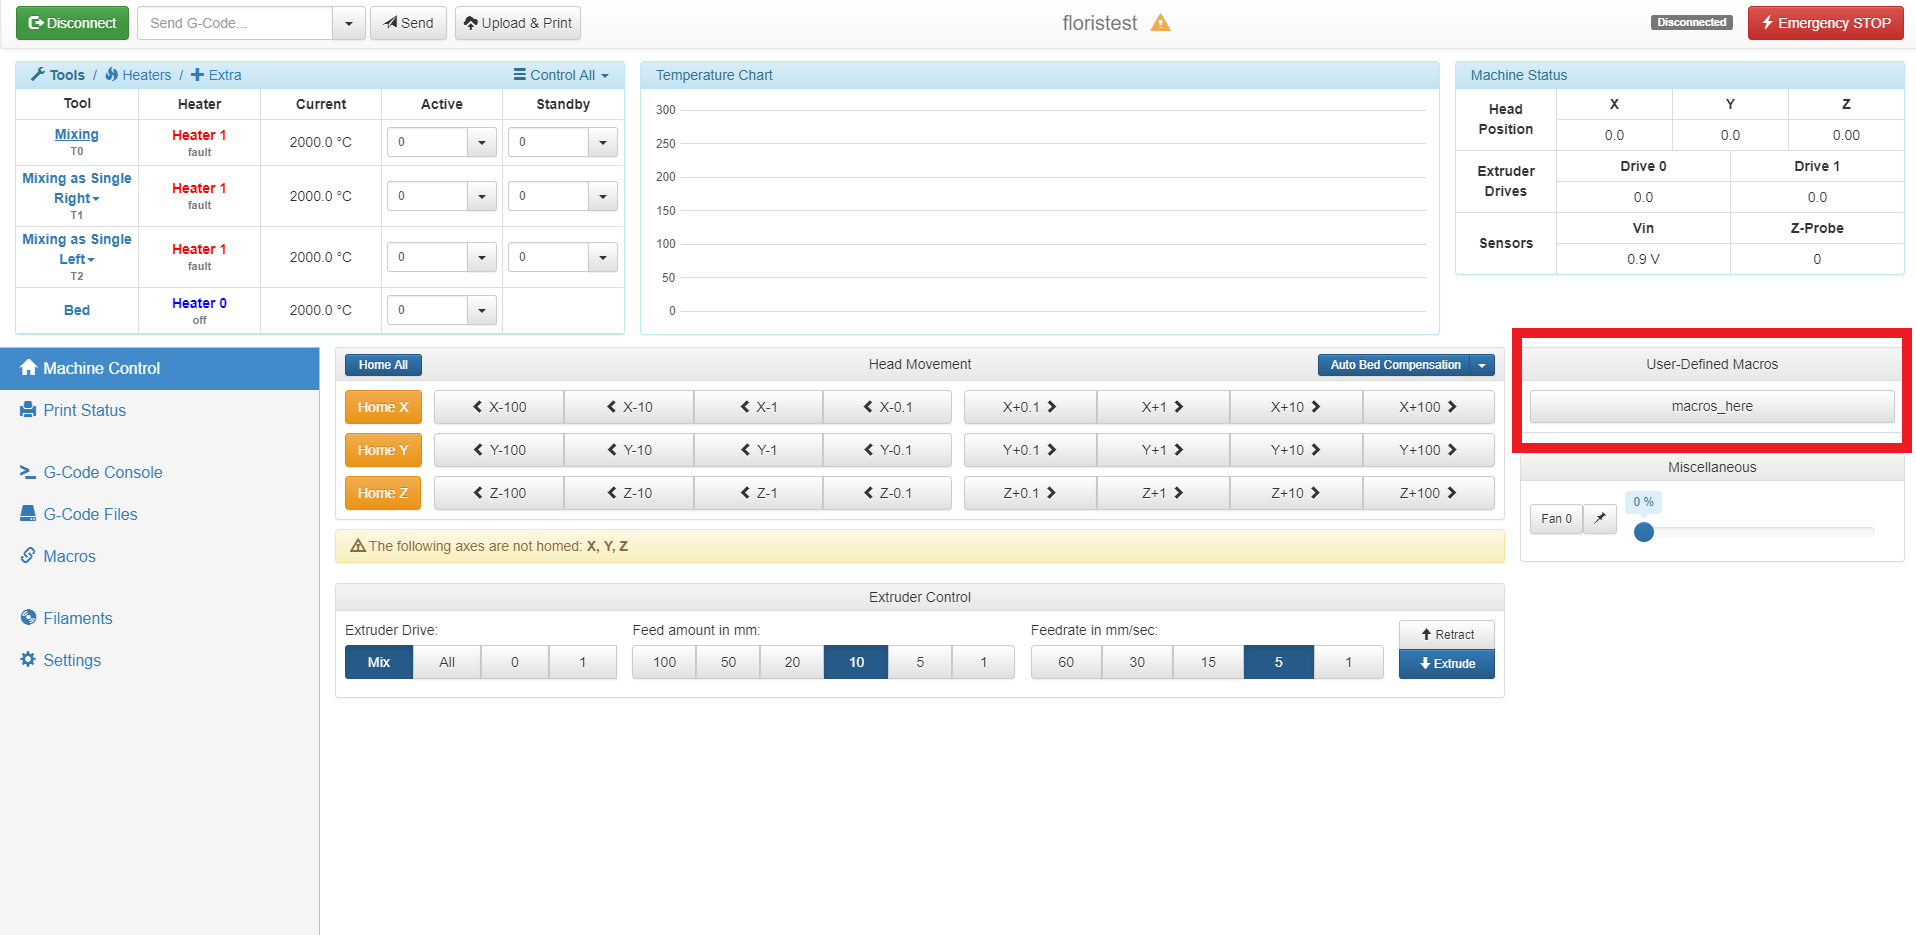 Disconnect Send G-Code... Send Upload & Print floristest Disconnected Emergency STOP
Tools / Heaters / Extra Control All
Tool Heater Current Active Standby
Mixing
T0
Heater 1
fault
2000.0 °C 0 0
Mixing as Single
Right
T1
Heater 1
fault
2000.0 °C 0 0
Mixing as Single
Left
T2
Heater 1
fault
2000.0 °C 0 0
Bed
Heater 0
off
2000.0 °C 0
Temperature Chart
300
250
200
150
100
50
0
Machine Status
Head
Position
X Y Z
0.0 0.0 0.00
Extruder
Drives
Drive 0 Drive 1
0.0 0.0
Sensors
Vin Z-Probe
0.9 V 0
Machine Control
Print Status
G-Code Console
G-Code Files
Macros
Filaments
Settings
Home All Head Movement Auto Bed Compensation
Home X X-100 X-10 X-1 X-0.1 X+0.1 X+1 X+10 X+100
Home Y Y-100 Y-10 Y-1 Y-0.1 Y+0.1 Y+1 Y+10 Y+100
Home Z Z-100 Z-10 Z-1 Z-0.1 Z+0.1 Z+1 Z+10 Z+100
The following axes are not homed: X, Y, Z
Extruder Control
Extruder Drive:
Mix All 0 1
Feed amount in mm:
100 50 20 10 5 1
Feedrate in mm/sec:
60 30 15 5 1
Retract
Extrude
User-Defined Macros
macros_here
Miscellaneous
0 %
Fan 0